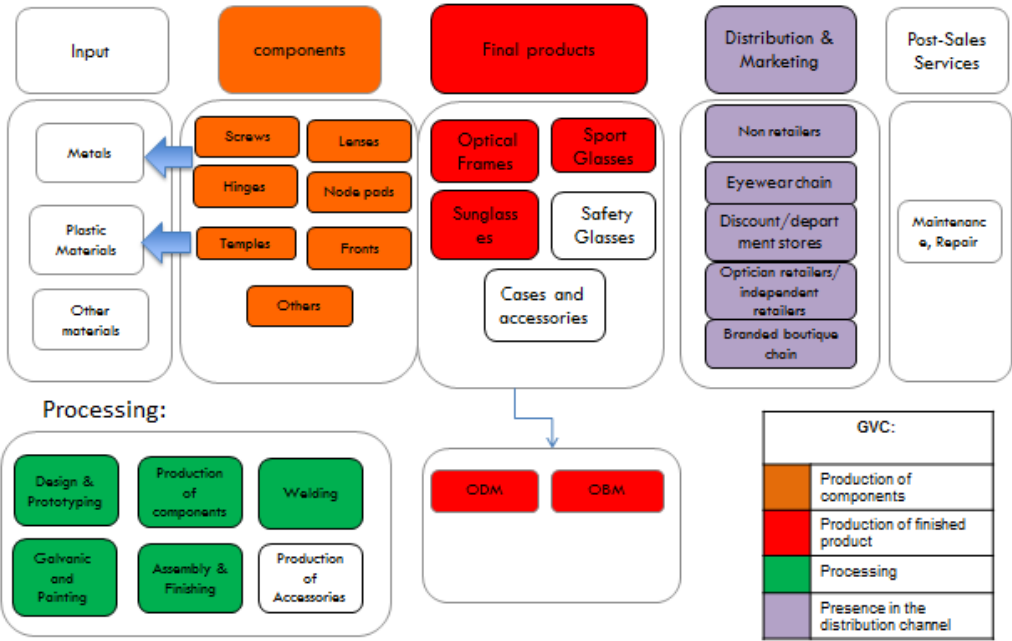 Input
components
Final products
Distribution &
Marketing
Post-Sales
Services
Metals
Plastic
Materials
Other
materials
Screws
Lenses
Hinges
Node pads
Temples
Fronts
Others
Optical
Frames
Sport
Glasses
Sunglass
es
Safety
Glasses
Cases and
accessories
Non retailers
Eyewear chain
Discount/depart
ment stores
Optician retailers/
independent
retailers
Branded boutique
chain
Maintenanc
e, Repair
Processing:
Design &
Prototyping
Production
of
components
Welding
Galvanic
and
Painting
Assembly &
Finishing
Production
of
Accessories
ODM
OBM
GVC:
Production of
components
Production of finished
product
Processing
Presence in the
distribution channel